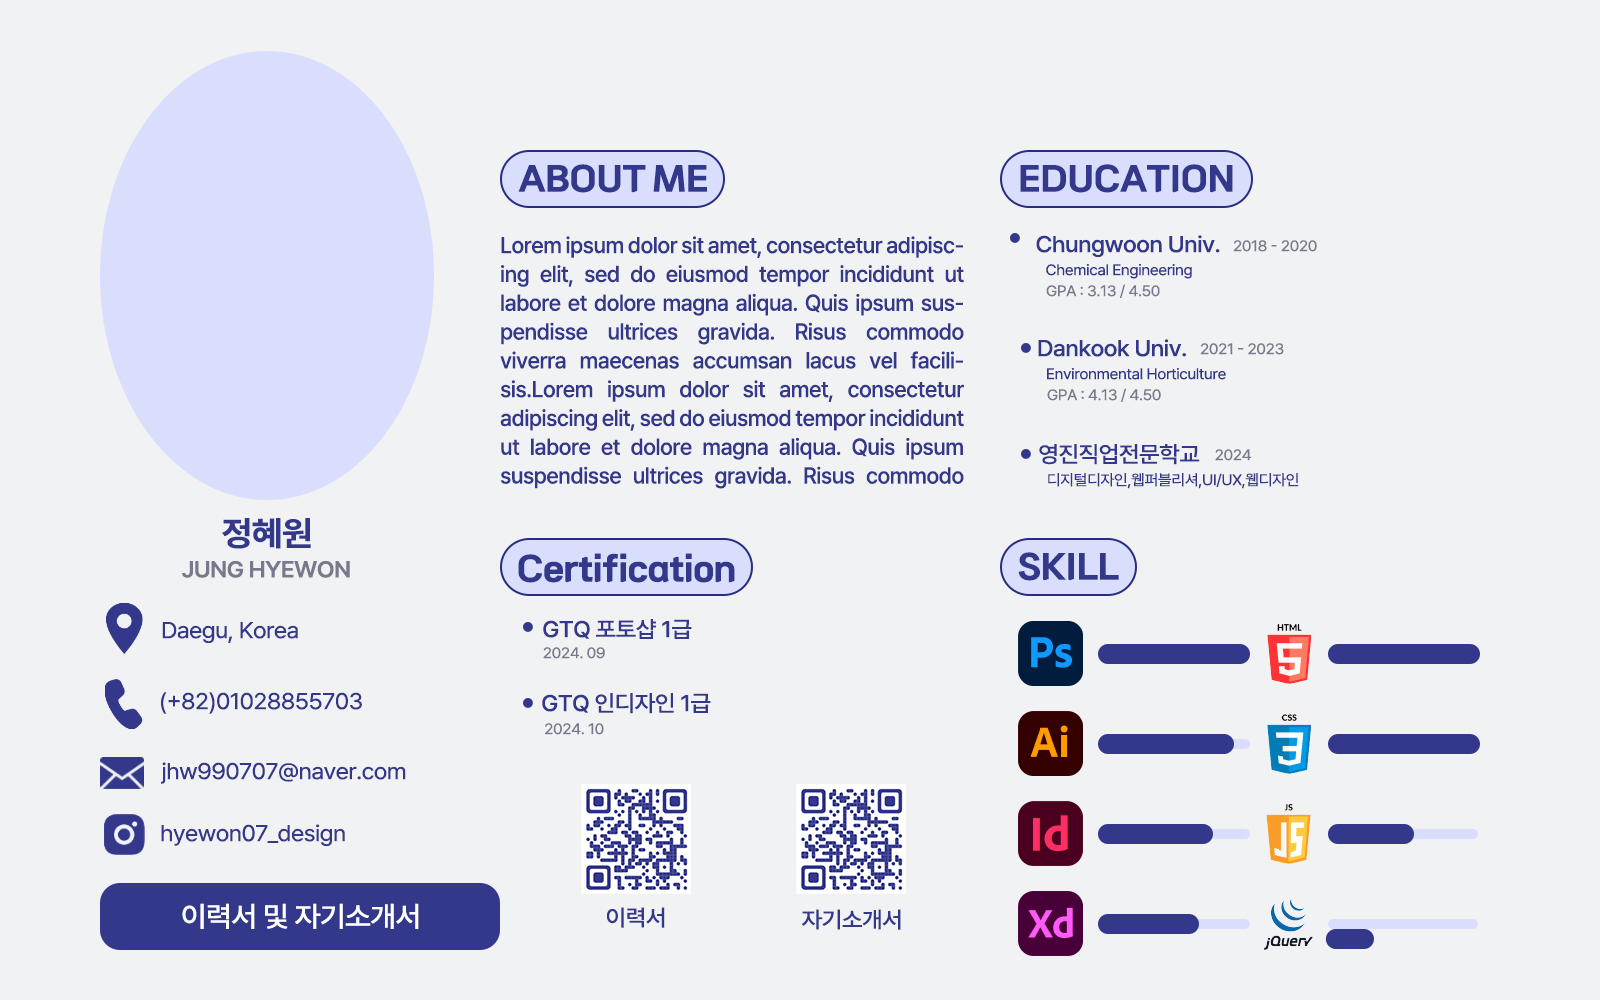 정혜원
JUNG HYEWON
Daegu, Korea
(+82)01028855703
jhw990707@naver.com
hyewon07_design
이력서 및 자기소개서
ABOUT ME
Lorem ipsum dolor sit amet, consectetur adipisc-
ing elit, sed do eiusmod tempor incididunt ut
labore et dolore magna aliqua. Quis ipsum sus-
pendisse ultrices gravida. Risus commodo
viverra maecenas accumsan lacus vel facili-
sis.Lorem ipsum dolor sit amet, consectetur
adipiscing elit, sed do eiusmod tempor incididunt
ut labore et dolore magna aliqua. Quis ipsum
suspendisse ultrices gravida. Risus commodo
Certification
GTQ 포토샵 1급
2024. 09
GTQ 인디자인 1급
2024. 10
이력서
자기소개서
EDUCATION
Chungwoon Univ. 2018 - 2020
Chemical Engineering
GPA : 3.13 / 4.50
Dankook Univ. 2021 - 2023
Environmental Horticulture
GPA : 4.13 / 4.50
영진직업전문학교 2024
디지털디자인,웹퍼블리셔,UI/UX,웹디자인
SKILL
Ps
HTML
5
Ai
CSS
3
Id
JS
JS
Xd
jQuery